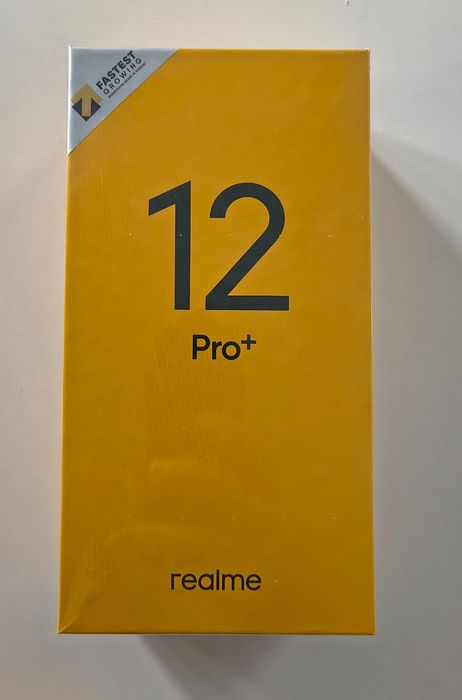 FASTEST
GROWING
12
Pro+
realme